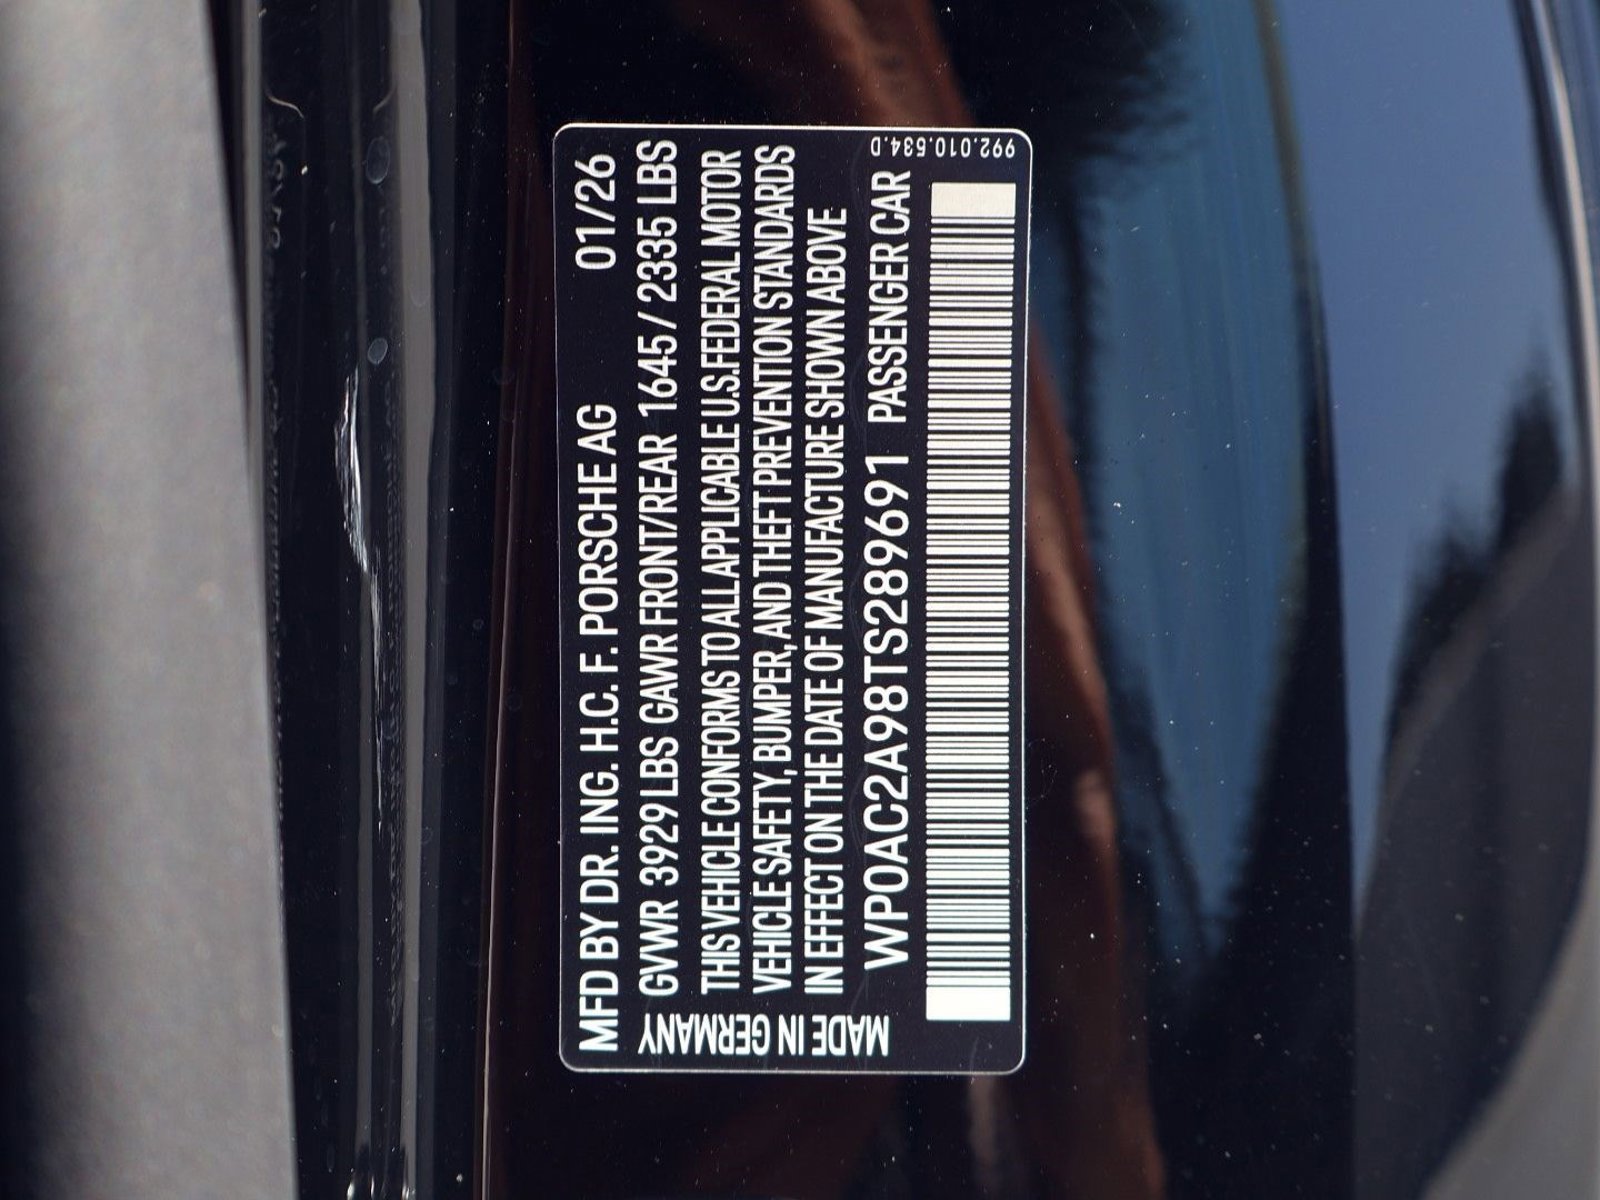 MFD BY DR. ING. H.C. F. PORSCHE AG 01/26
GVWR 3929 LBS GAWR FRONT/REAR 1645 / 2335 LBS
THIS VEHICLE CONFORMS TO ALL APPLICABLE U.S. FEDERAL MOTOR
VEHICLE SAFETY, BUMPER, AND THEFT PREVENTION STANDARDS
IN EFFECT ON THE DATE OF MANUFACTURE SHOWN ABOVE
WP0AC2A98TS289691 PASSENGER CAR
MADE IN GERMANY
992.010.534.D